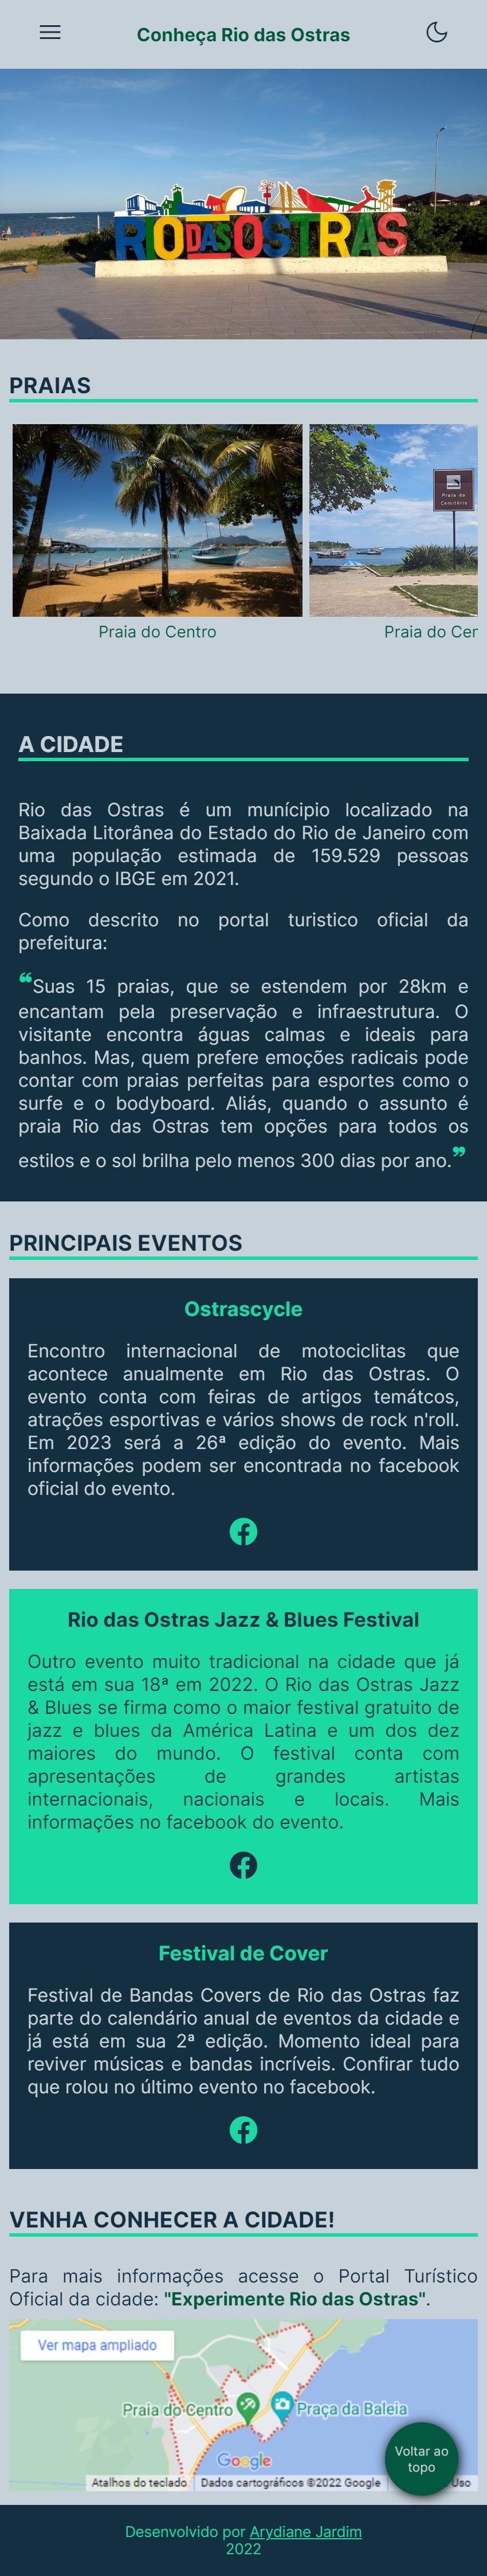 Conheça Rio das Ostras
RIO DAS OSTRAS
PRAIAS
Praia do
Cemitério
Praia do Centro
Praia do Cer
A CIDADE
Rio das Ostras é um munícipio localizado na
Baixada Litorânea do Estado do Rio de Janeiro com
uma população estimada de 159.529 pessoas
segundo o IBGE em 2021.
Como descrito no portal turistico oficial da
prefeitura:
❝Suas 15 praias, que se estendem por 28km e
encantam pela preservação e infraestrutura. O
visitante encontra águas calmas e ideais para
banhos. Mas, quem prefere emoções radicais pode
contar com praias perfeitas para esportes como o
surfe e o bodyboard. Aliás, quando o assunto é
praia Rio das Ostras tem opções para todos os
estilos e o sol brilha pelo menos 300 dias por ano.❞
PRINCIPAIS EVENTOS
Ostrascycle
Encontro internacional de motociclitas que
acontece anualmente em Rio das Ostras. O
evento conta com feiras de artigos temátcos,
atrações esportivas e vários shows de rock n'roll.
Em 2023 será a 26ª edição do evento. Mais
informações podem ser encontrada no facebook
oficial do evento.
Rio das Ostras Jazz & Blues Festival
Outro evento muito tradicional na cidade que já
está em sua 18ª em 2022. O Rio das Ostras Jazz
& Blues se firma como o maior festival gratuito de
jazz e blues da América Latina e um dos dez
maiores do mundo. O festival conta com
apresentações de grandes artistas
internacionais, nacionais e locais. Mais
informações no facebook do evento.
Festival de Cover
Festival de Bandas Covers de Rio das Ostras faz
parte do calendário anual de eventos da cidade e
já está em sua 2ª edição. Momento ideal para
reviver músicas e bandas incríveis. Confirar tudo
que rolou no último evento no facebook.
VENHA CONHECER A CIDADE!
Para mais informações acesse o Portal Turístico
Oficial da cidade: "Experimente Rio das Ostras".
Ver mapa ampliado
Praia do Centro
Praça da Baleia
Google
Voltar ao
topo
Atalhos do teclado
Dados cartográficos ©2022 Google
Uso
Desenvolvido por Arydiane Jardim
2022